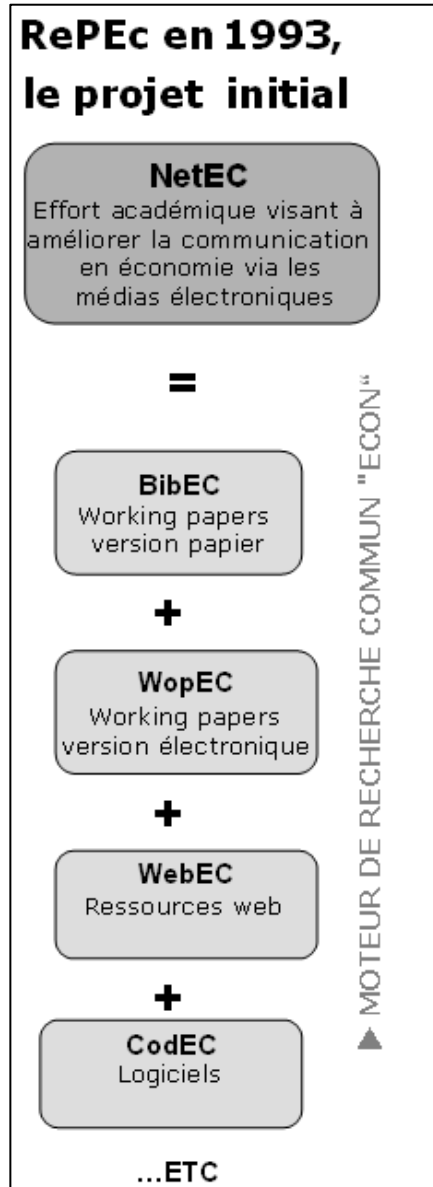 RePEc en 1993,
le projet initial
NetEC
Effort académique visant à
améliorer la communication
en économie via les
médias électroniques
=
BibEC
Working papers
version papier
+
WopEC
Working papers
version électronique
+
WebEC
Ressources web
+
CodEC
Logiciels
...ETC
▶ MOTEUR DE RECHERCHE COMMUN "ECON“